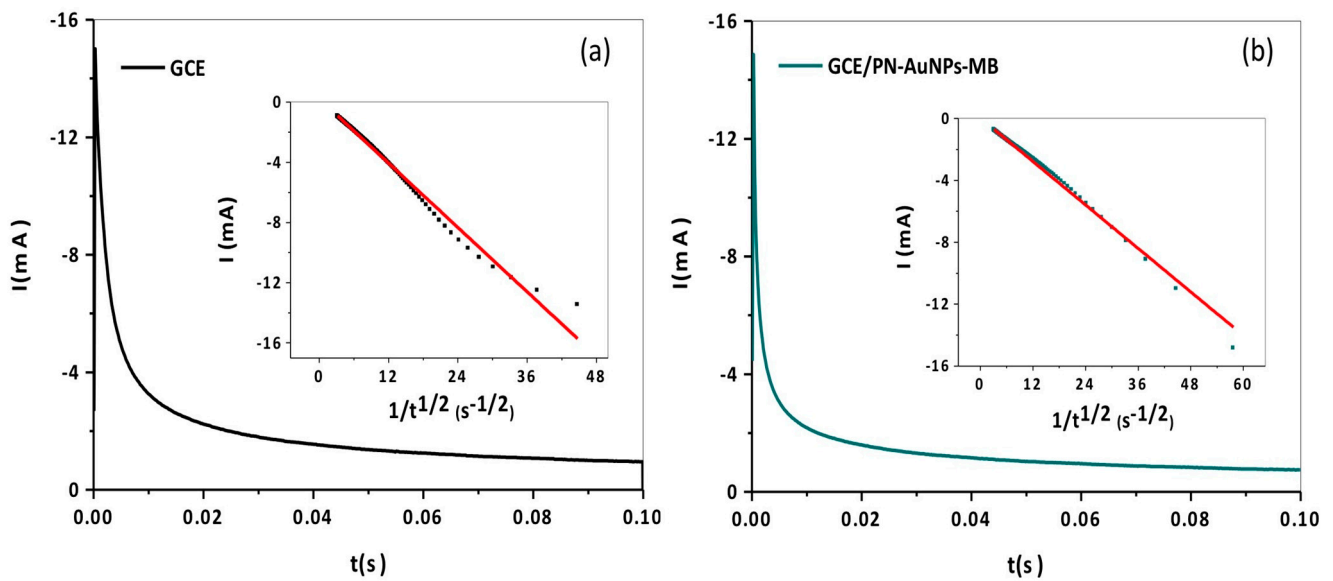 (a)
GCE
I(mA)
-16
-12
-8
-4
0
0.00 0.02 0.04 0.06 0.08 0.10
t(s)
I (mA)
0
-4
-8
-12
-16
0 12 24 36 48
1/t1/2 (s-1/2)
(b)
GCE/PN-AuNPs-MB
I(mA)
-16
-12
-8
-4
0
0.00 0.02 0.04 0.06 0.08 0.10
t(s)
I (mA)
0
-4
-8
-12
-16
0 12 24 36 48 60
1/t1/2 (s-1/2)